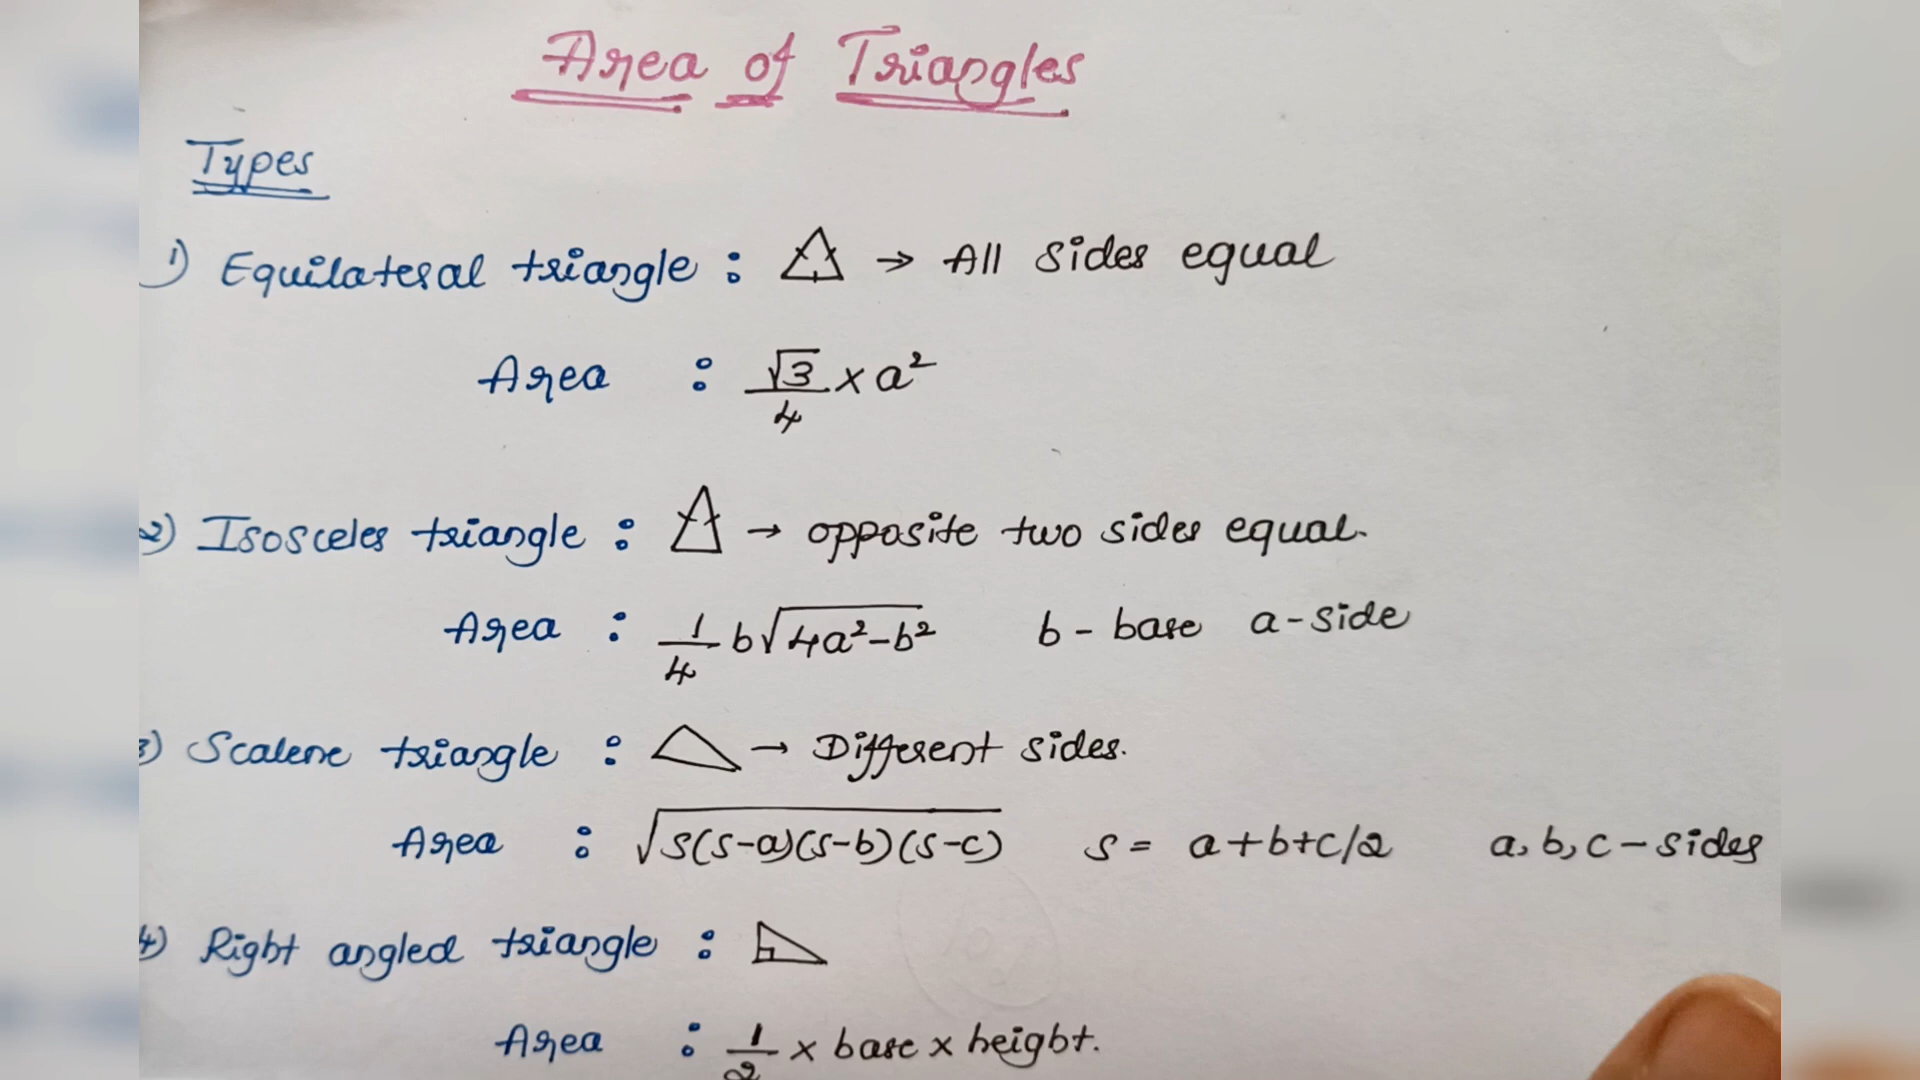 Area of Triangles
Types
1) Equilateral triangle : → All sides equal
Area : √3/4 × a²
2) Isosceles triangle : → opposite two sides equal.
Area : 1/4 b√(4a²-b²) b - base a - side
3) Scalene triangle : → Different sides.
Area : √(s(s-a)(s-b)(s-c)) s = a+b+c/2 a, b, c - sides
4) Right angled triangle :
Area : 1/2 × base × height.